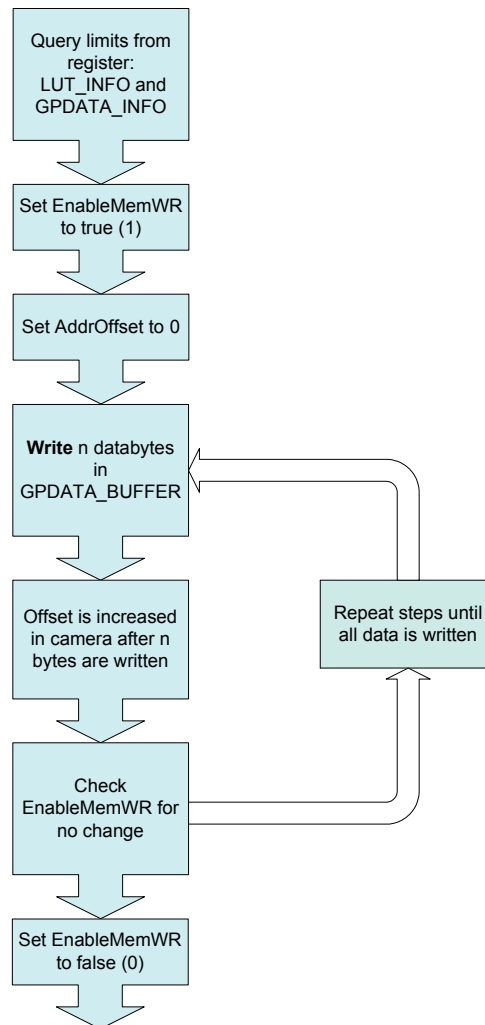 Query limits from
register:
LUT_INFO and
GPDATA_INFO
Set EnableMemWR
to true (1)
Set AddrOffset to 0
Write n databytes
in
GPDATA_BUFFER
Offset is increased
in camera after n
bytes are written
Repeat steps until
all data is written
Check
EnableMemWR for
no change
Set EnableMemWR
to false (0)